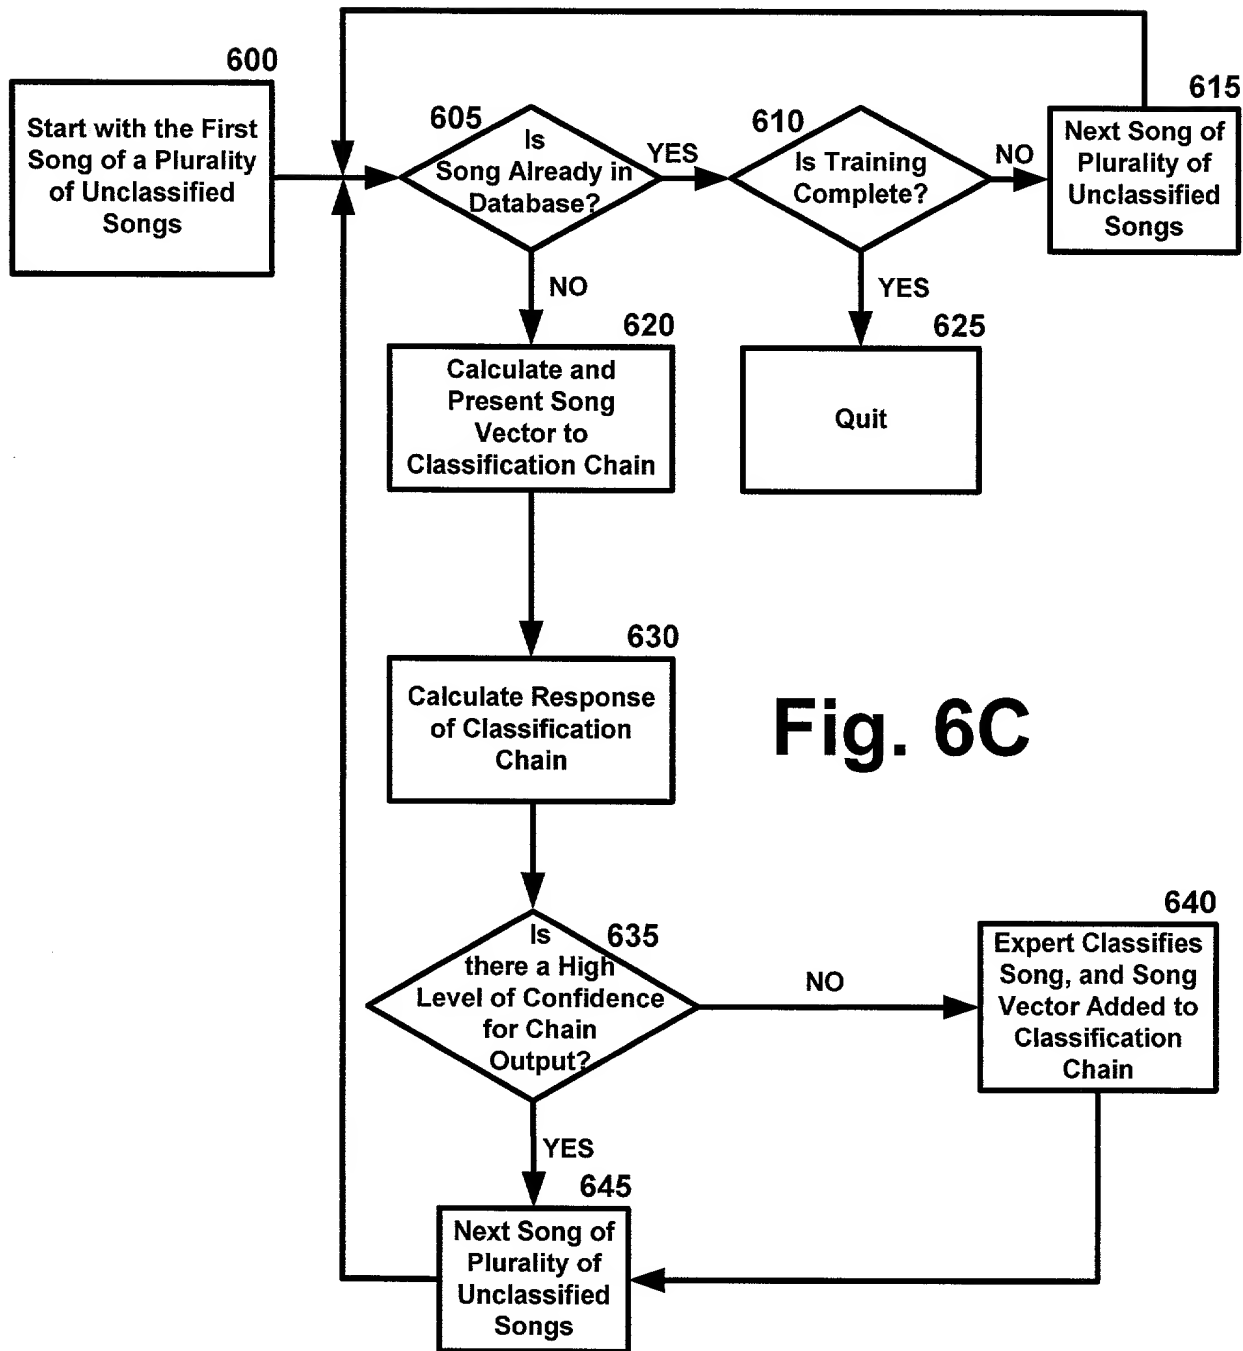 600
Start with the First
Song of a Plurality
of Unclassified
Songs
605
Is
Song Already in
Database?
YES
610
Is Training
Complete?
NO
615
Next Song of
Plurality of
Unclassified
Songs
NO
YES
620
Calculate and
Present Song
Vector to
Classification Chain
625
Quit
630
Calculate Response
of Classification
Chain
Fig. 6C
635
Is
there a High
Level of Confidence
for Chain
Output?
NO
640
Expert Classifies
Song, and Song
Vector Added to
Classification
Chain
YES
645
Next Song of
Plurality of
Unclassified
Songs